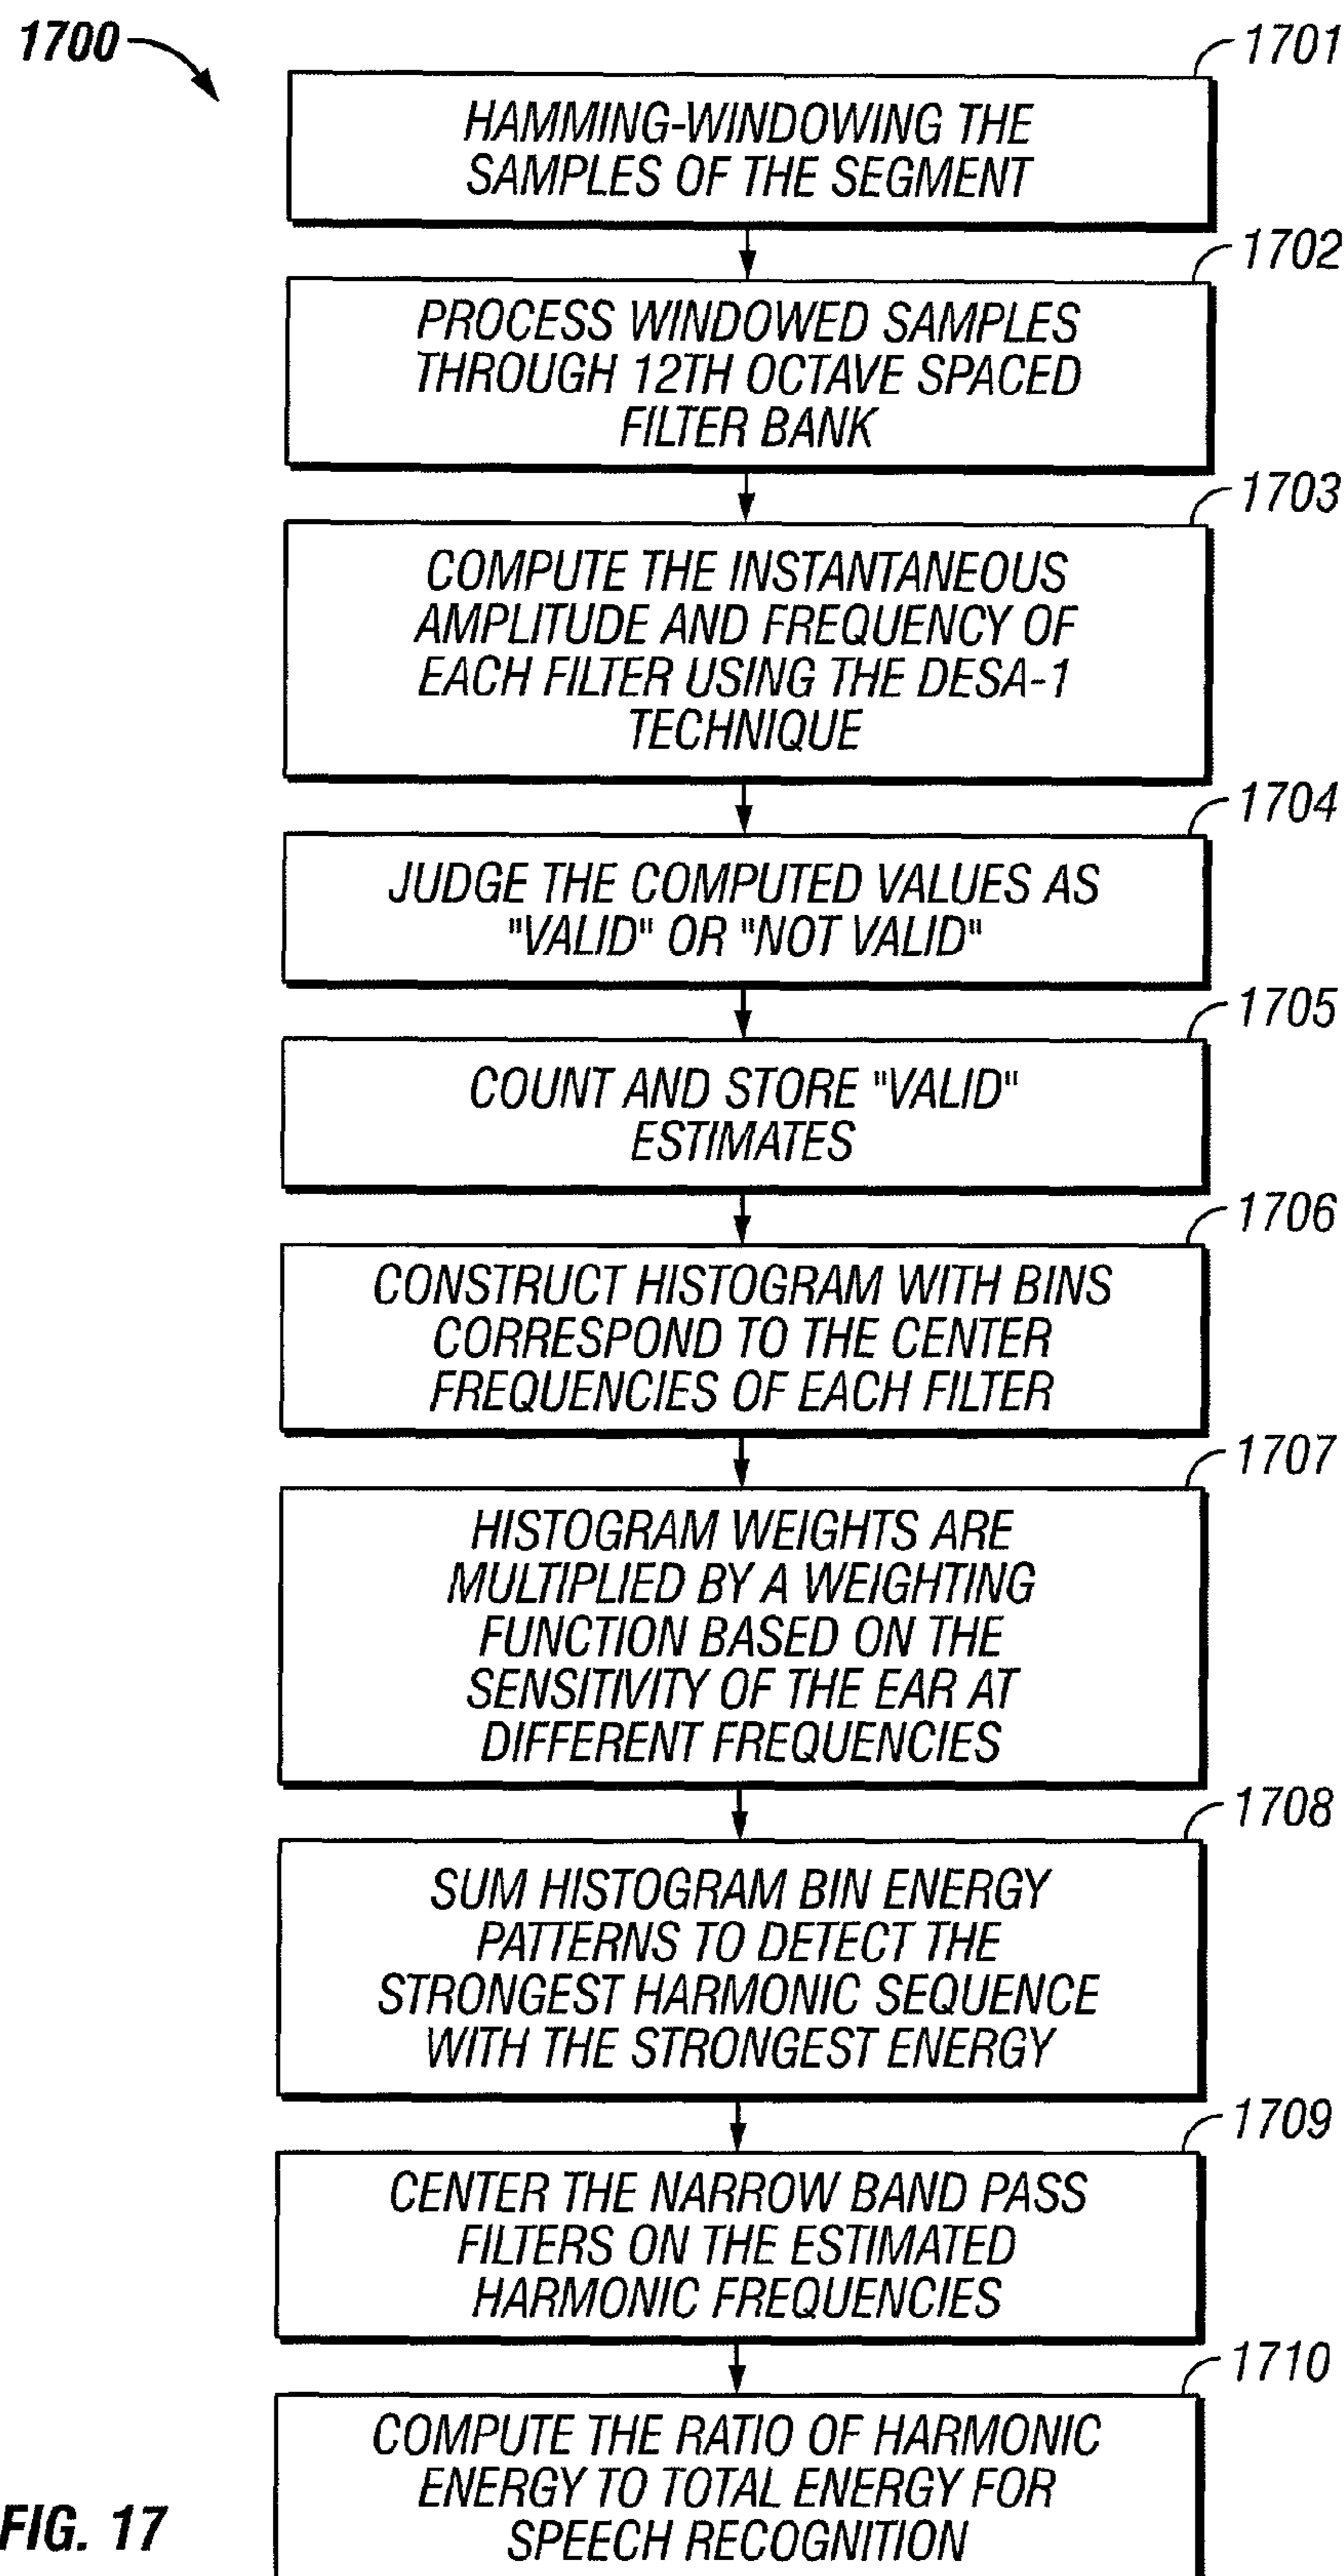 1700
1701
HAMMING-WINDOWING THE
SAMPLES OF THE SEGMENT
1702
PROCESS WINDOWED SAMPLES
THROUGH 12TH OCTAVE SPACED
FILTER BANK
1703
COMPUTE THE INSTANTANEOUS
AMPLITUDE AND FREQUENCY OF
EACH FILTER USING THE DESA-1
TECHNIQUE
1704
JUDGE THE COMPUTED VALUES AS
"VALID" OR "NOT VALID"
1705
COUNT AND STORE "VALID"
ESTIMATES
1706
CONSTRUCT HISTOGRAM WITH BINS
CORRESPOND TO THE CENTER
FREQUENCIES OF EACH FILTER
1707
HISTOGRAM WEIGHTS ARE
MULTIPLIED BY A WEIGHTING
FUNCTION BASED ON THE
SENSITIVITY OF THE EAR AT
DIFFERENT FREQUENCIES
1708
SUM HISTOGRAM BIN ENERGY
PATTERNS TO DETECT THE
STRONGEST HARMONIC SEQUENCE
WITH THE STRONGEST ENERGY
1709
CENTER THE NARROW BAND PASS
FILTERS ON THE ESTIMATED
HARMONIC FREQUENCIES
1710
COMPUTE THE RATIO OF HARMONIC
ENERGY TO TOTAL ENERGY FOR
SPEECH RECOGNITION
FIG. 17